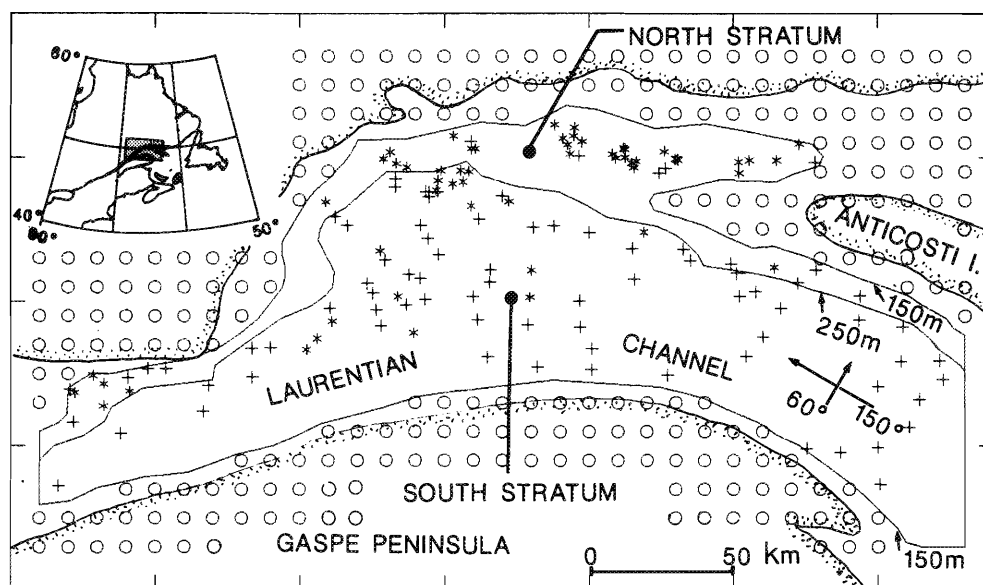 60°
40°
80°
50°
NORTH STRATUM
ANTICOSTI I.
150m
250m
LAURENTIAN
CHANNEL
60°
150°
SOUTH STRATUM
GASPE PENINSULA
0 50 Km
150m